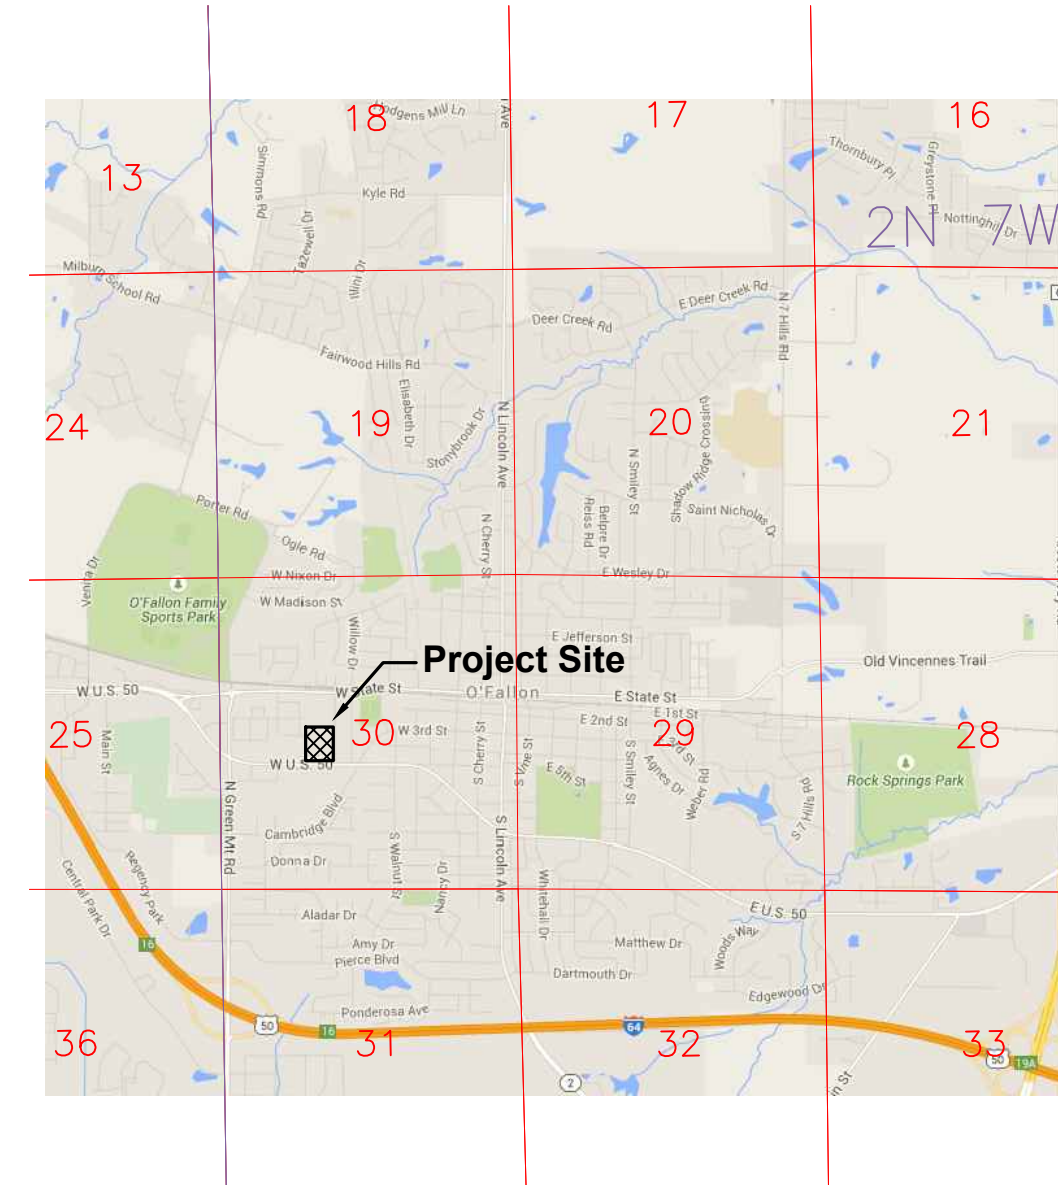 Hodgens Mill Ln
Ave
18
17
16
13
Simmons Rd
Kyle Rd
Thornbury Pl
Greystone Pl
2N 7W
Nottinghill Dr
Tazewell Dr
Wini Dr
Milburn School Rd
E Deer Creek Rd
Deer Creek Rd
N 7 Hills Rd
Fairwood Hills Rd
Elisabeth Dr
Stonybrook Dr
N Lincoln Ave
24
19
20
21
Shadow Ridge Crossing
N Smiley St
Porter Rd
Ogle Rd
N Cherry St
Reiss Rd
Belpre Dr
Saint Nicholas Dr
Venita Dr
W Nixon Dr
E Wesley Dr
O'Fallon Family
Sports Park
W Madison St
Willow Dr
E Jefferson St
Project Site
Old Vincennes Trail
W U.S. 50
W State St
O'Fallon
E State St
25
30
29
28
Main St
W 3rd St
S Cherry St
S Vine St
E 1st St
E 2nd St
E 3rd St
W U.S. 50
E 5th St
S Smiley St
Agnes Dr
Weber Rd
Rock Springs Park
N Green Mt Rd
Cambridge Blvd
S 7 Hills Rd
Donna Dr
S Walnut St
Nancy Dr
S Lincoln Ave
Central Park Dr
Regency Park
Whitehall Dr
Aladar Dr
E U.S. 50
16
Amy Dr
Pierce Blvd
Matthew Dr
Woods Way
Dartmouth Dr
Edgewood Dr
Ponderosa Ave
50
16
64
36
31
32
33
50
19A
2
in St